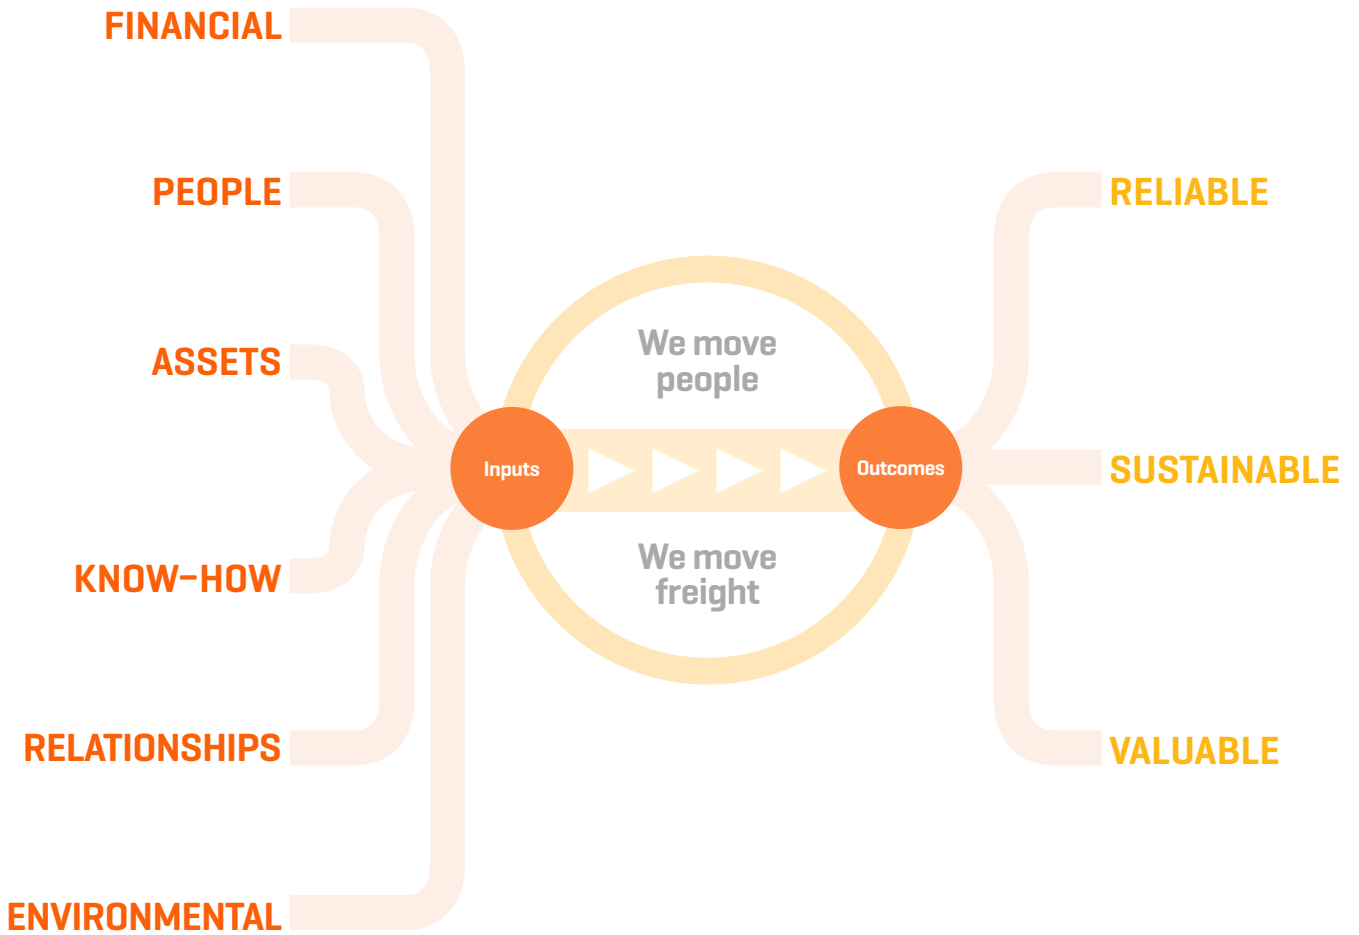 FINANCIAL
PEOPLE
ASSETS
KNOW–HOW
RELATIONSHIPS
ENVIRONMENTAL
Inputs
We move
people
We move
freight
Outcomes
RELIABLE
SUSTAINABLE
VALUABLE